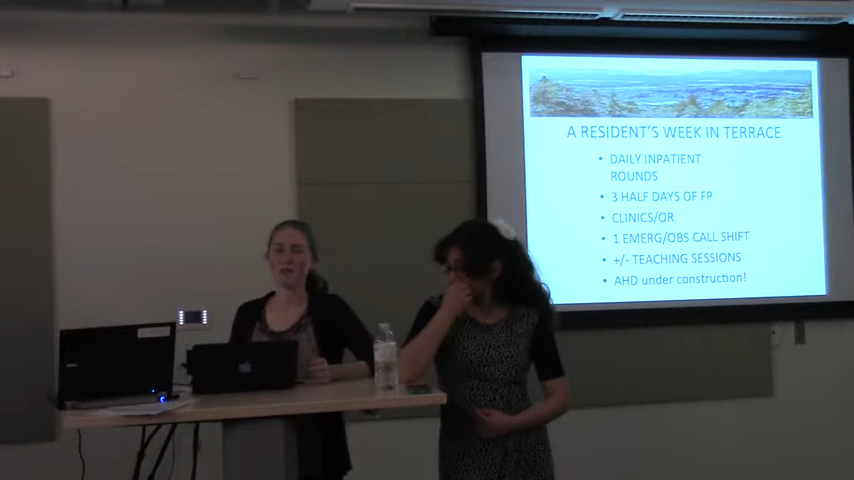 A RESIDENT'S WEEK IN TERRACE
• DAILY INPATIENT
ROUNDS
• 3 HALF DAYS OF FP
• CLINICS/OR
• 1 EMERG/OBS CALL SHIFT
• +/- TEACHING SESSIONS
• AHD under construction!